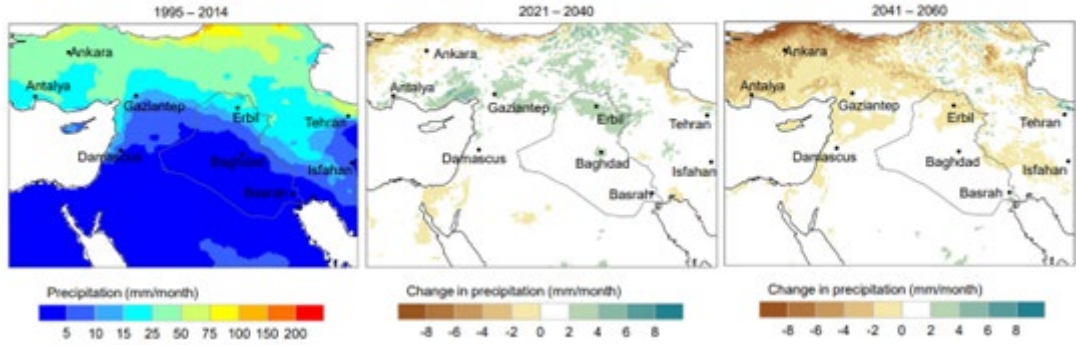 1995 – 2014
Ankara
Antalya
Gaziantep
Erbil
Tehran
Damascus
Baghdad
Isfahan
Basrah
Precipitation (mm/month)
5 10 15 25 50 75 100 150 200
2021 – 2040
Ankara
Antalya
Gaziantep
Erbil
Tehran
Damascus
Baghdad
Isfahan
Basrah
Change in precipitation (mm/month)
-8 -6 -4 -2 0 2 4 6 8
2041 – 2060
Ankara
Antalya
Gaziantep
Erbil
Tehran
Damascus
Baghdad
Isfahan
Basrah
Change in precipitation (mm/month)
-8 -6 -4 -2 0 2 4 6 8